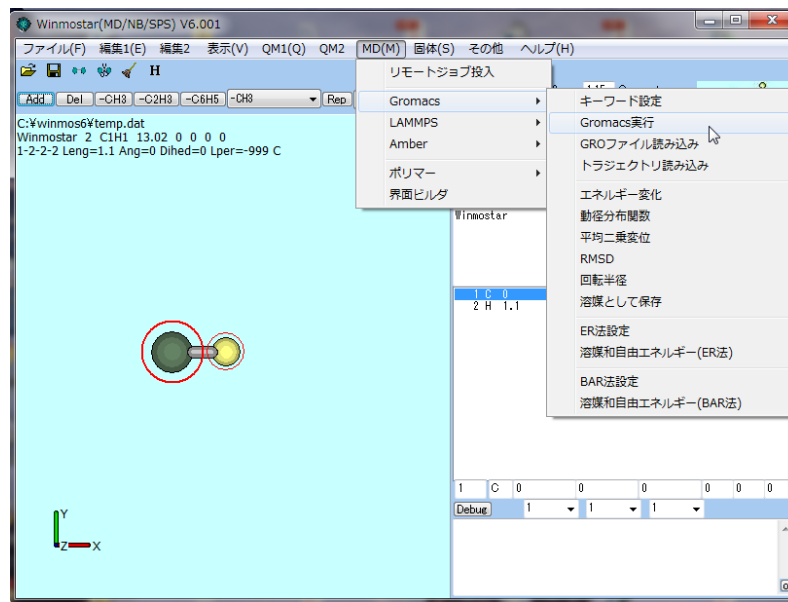 Winmostar(MD/NB/SPS) V6.001
ファイル(F) 編集1(E) 編集2 表示(V) QM1(Q) QM2 MD(M) 固体(S) その他 ヘルプ(H)
H
Add Del -CH3 -C2H3 -C6H5 -CH3 Rep
C:¥winmos6¥temp.dat
Winmostar 2 C1H1 13.02 0 0 0 0
1-2-2-2 Leng=1.1 Ang=0 Dihed=0 Lper=-999 C
リモートジョブ投入
Gromacs
LAMMPS
Amber
ポリマー
界面ビルダ
キーワード設定
Gromacs実行
GROファイル読み込み
トラジェクトリ読み込み
エネルギー変化
動径分布関数
平均二乗変位
RMSD
回転半径
溶媒として保存
ER法設定
溶媒和自由エネルギー(ER法)
BAR法設定
溶媒和自由エネルギー(BAR法)
Winmostar
1 C 0
2 H 1.1
1 C 0 0 0 0 0 0
Debug 1 1 1
Y
Z X